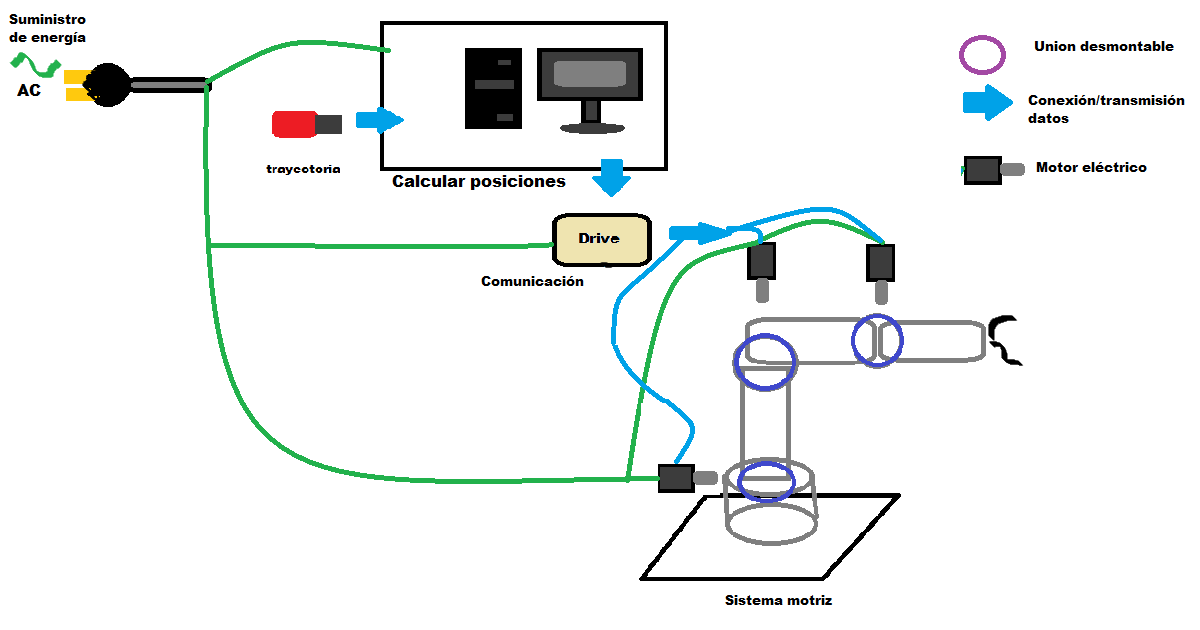 Suministro
de energía
AC
trayectoria
Calcular posiciones
Drive
Comunicación
Sistema motriz
Union desmontable
Conexión/transmisión
datos
Motor eléctrico